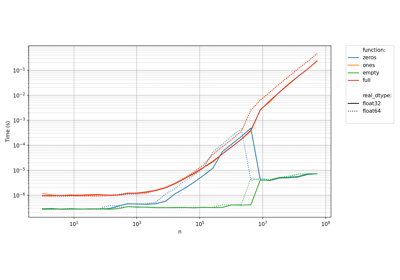 function:
zeros
ones
empty
full
real_dtype:
float32
float64
Time (s)
10⁻¹
10⁻²
10⁻³
10⁻⁴
10⁻⁵
10⁻⁶
10¹
10³
10⁵
10⁷
10⁹
n